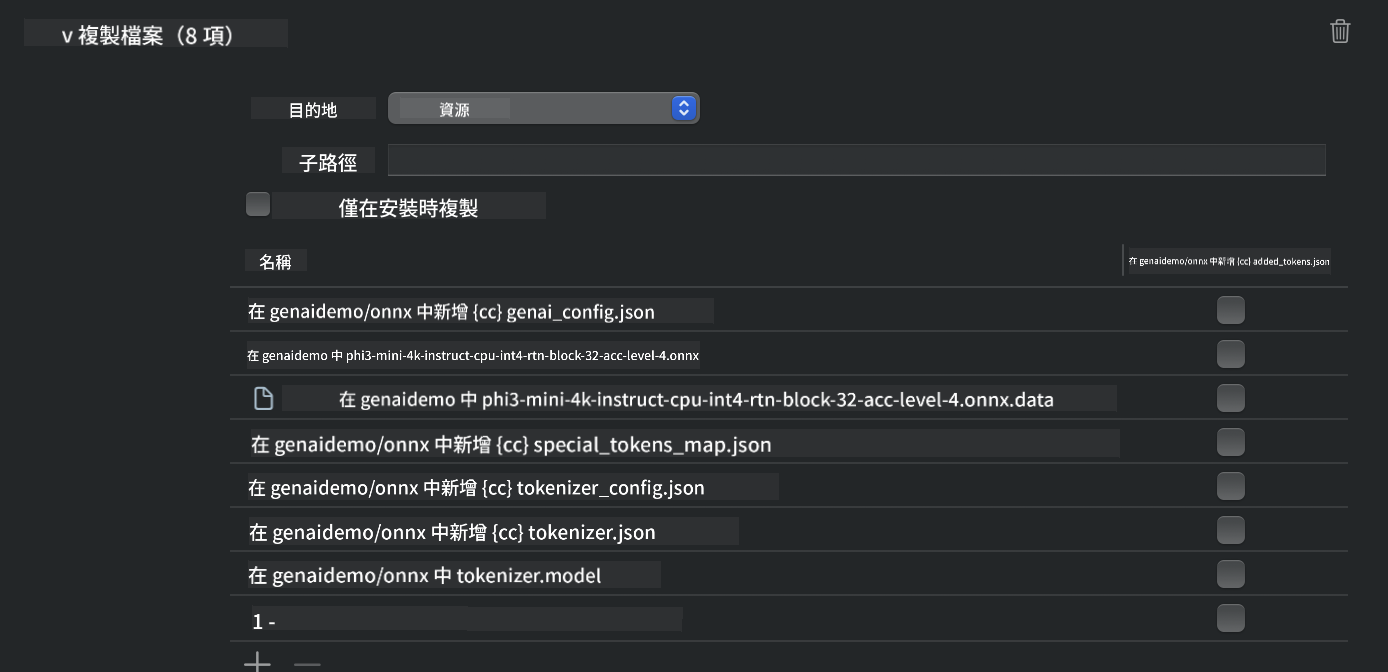 v 複製檔案（8 項）
目的地 資源
子路徑
僅在安裝時複製
名稱 在 genaidemo/onnx 中新增 {cc} added_tokens.json
在 genaidemo/onnx 中新增 {cc} genai_config.json
在 genaidemo 中 phi3-mini-4k-instruct-cpu-int4-rtn-block-32-acc-level-4.onnx
在 genaidemo 中 phi3-mini-4k-instruct-cpu-int4-rtn-block-32-acc-level-4.onnx.data
在 genaidemo/onnx 中新增 {cc} special_tokens_map.json
在 genaidemo/onnx 中新增 {cc} tokenizer_config.json
在 genaidemo/onnx 中新增 {cc} tokenizer.json
在 genaidemo/onnx 中 tokenizer.model
1 -